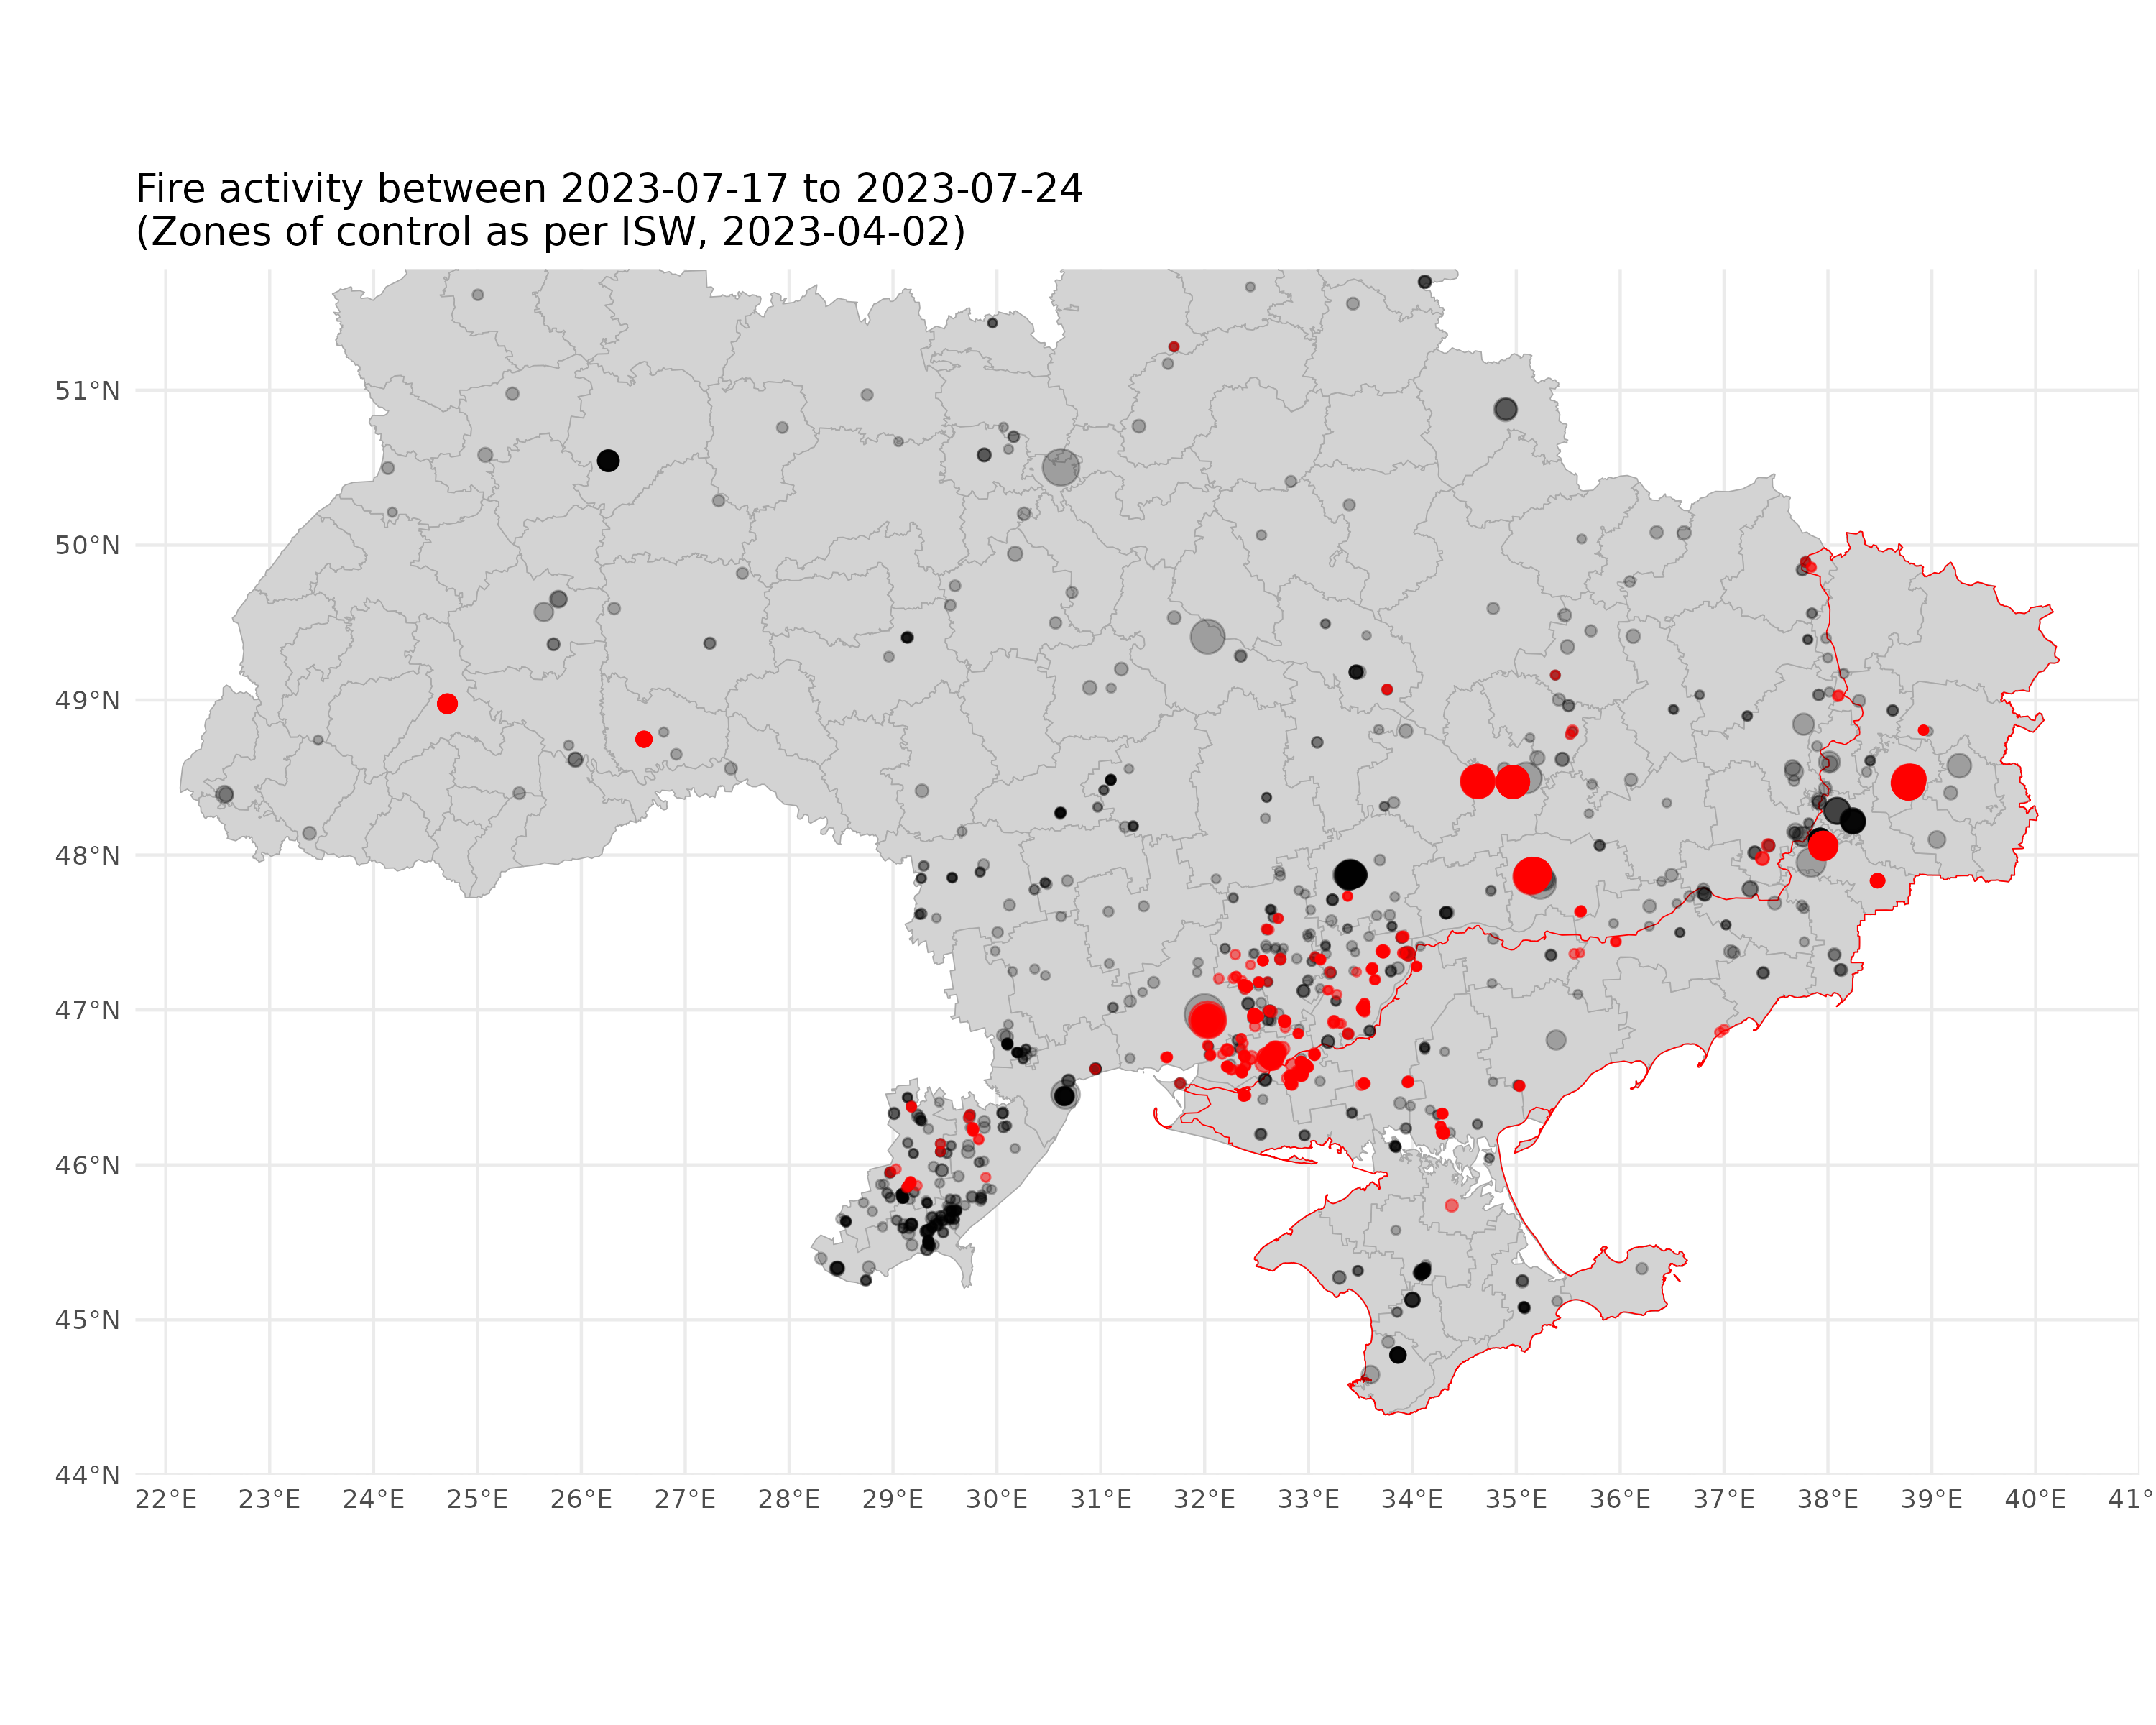 Fire activity between 2023-07-17 to 2023-07-24
(Zones of control as per ISW, 2023-04-02)
51°N
50°N
49°N
48°N
47°N
46°N
45°N
44°N
22°E 23°E 24°E 25°E 26°E 27°E 28°E 29°E 30°E 31°E 32°E 33°E 34°E 35°E 36°E 37°E 38°E 39°E 40°E 41°